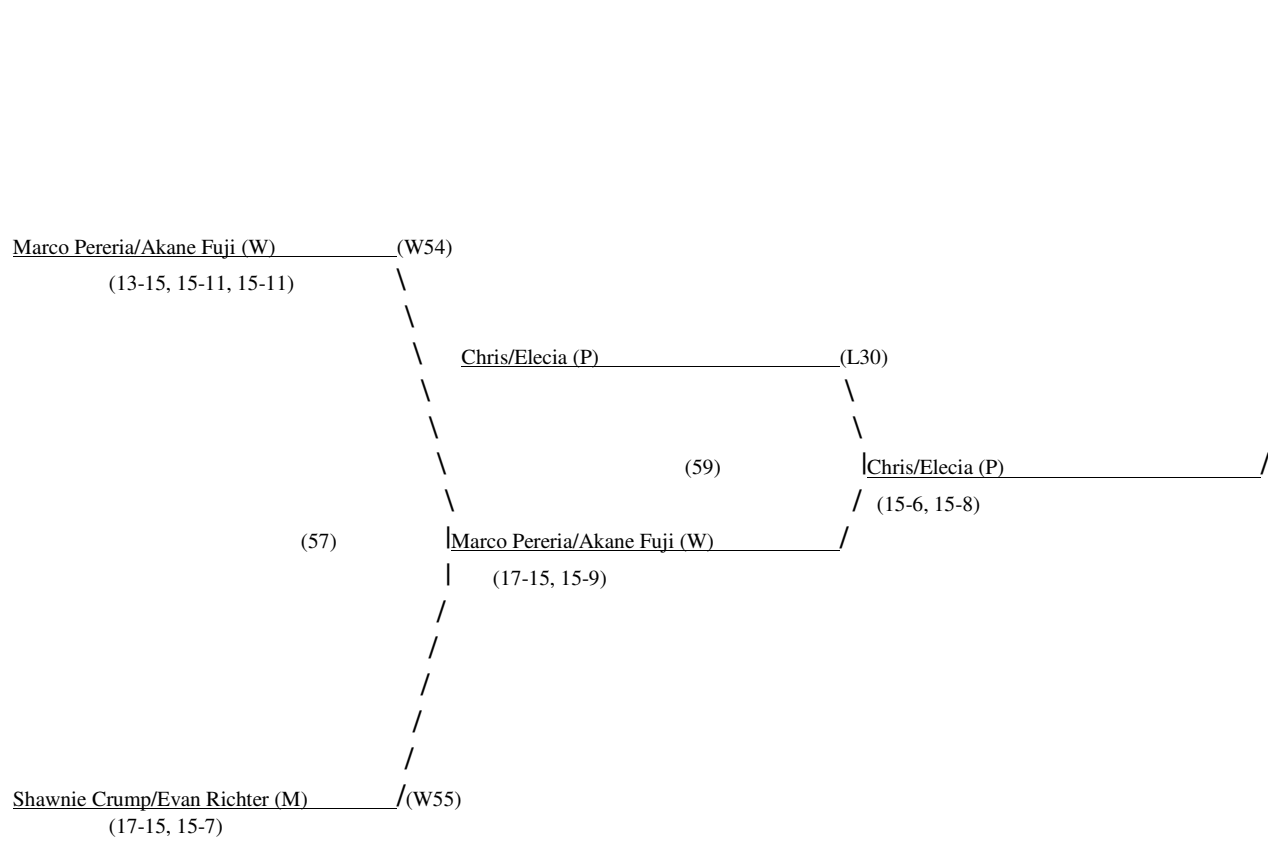 Marco Pereria/Akane Fuji (W) (W54)
(13-15, 15-11, 15-11)
Chris/Elecia (P) (L30)
(59) Chris/Elecia (P)
(15-6, 15-8)
(57) Marco Pereria/Akane Fuji (W)
(17-15, 15-9)
Shawnie Crump/Evan Richter (M) (W55)
(17-15, 15-7)